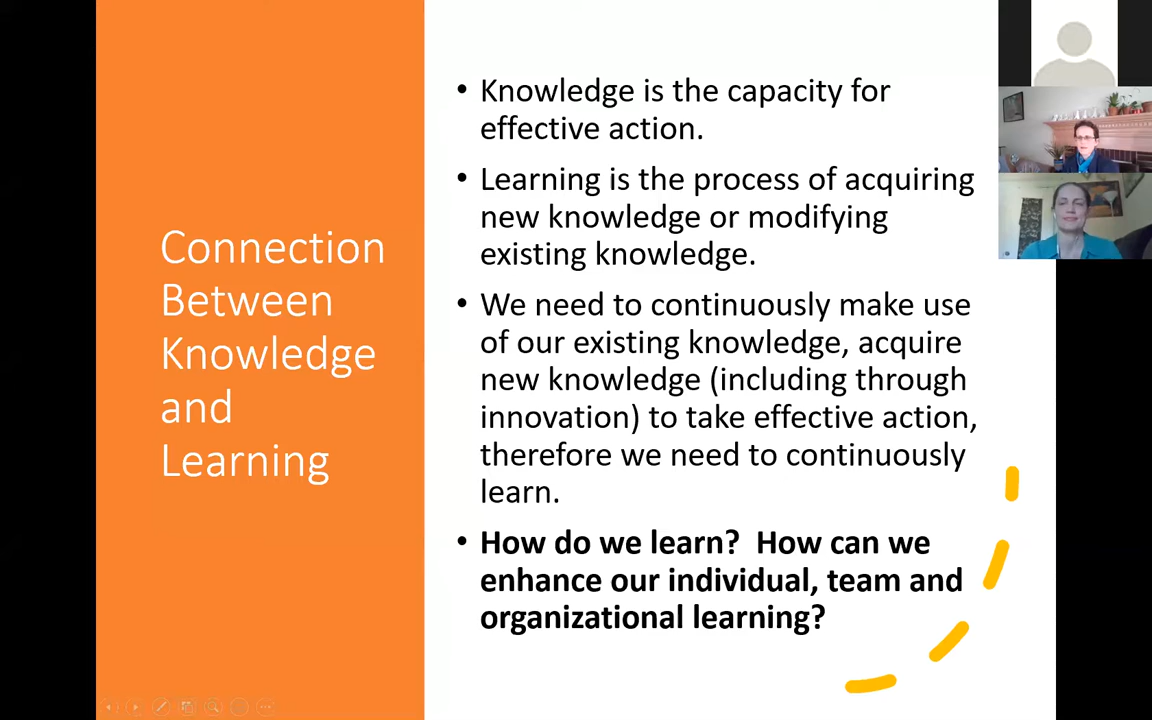 Connection
Between
Knowledge
and
Learning
• Knowledge is the capacity for
effective action.
• Learning is the process of acquiring
new knowledge or modifying
existing knowledge.
• We need to continuously make use
of our existing knowledge, acquire
new knowledge (including through
innovation) to take effective action,
therefore we need to continuously
learn.
• How do we learn?  How can we
enhance our individual, team and
organizational learning?